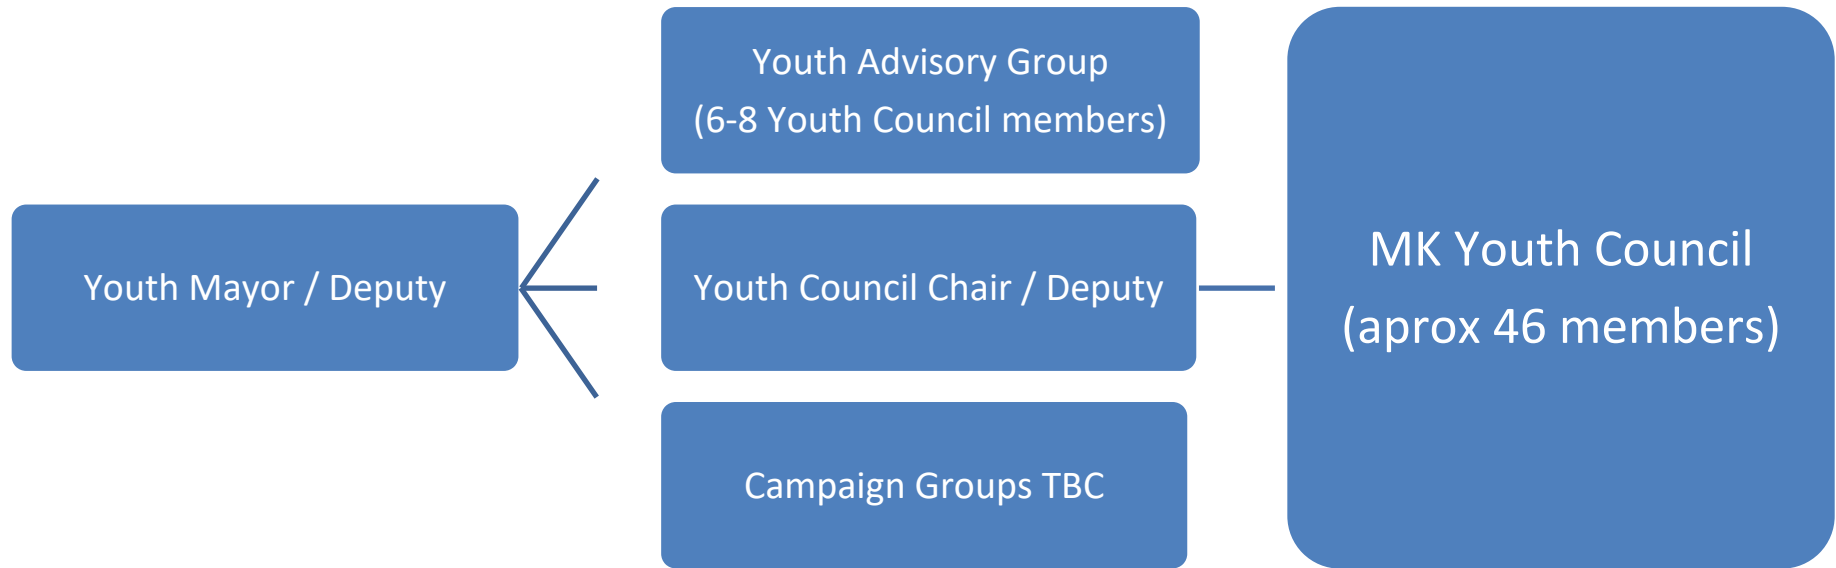 Youth Advisory Group
(6-8 Youth Council members)
Youth Mayor / Deputy
Youth Council Chair / Deputy
MK Youth Council
(aprox 46 members)
Campaign Groups TBC